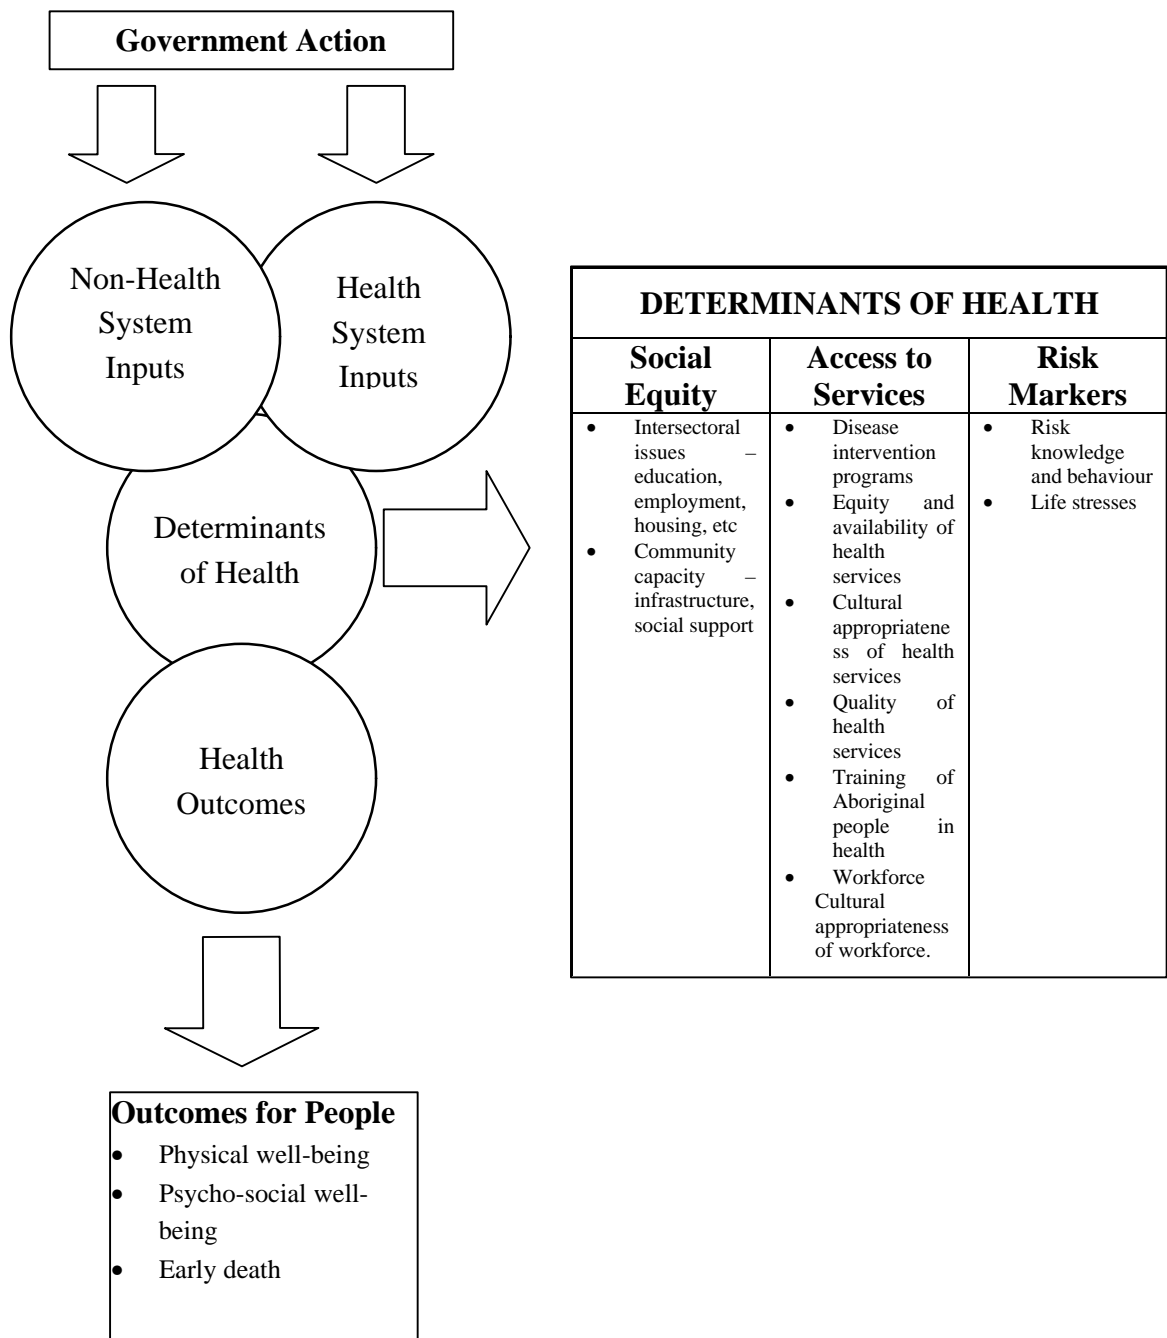 Government Action
Non-Health
System
Inputs
Health
System
Inputs
Determinants
of Health
Health
Outcomes
Outcomes for People
• Physical well-being
• Psycho-social well-
being
• Early death
DETERMINANTS OF HEALTH
Social
Equity
• Intersectoral
issues –
education,
employment,
housing, etc
• Community
capacity –
infrastructure,
social support
Access to
Services
• Disease
intervention
programs
• Equity and
availability of
health
services
• Cultural
appropriatene
ss of health
services
• Quality of
health
services
• Training of
Aboriginal
people in
health
• Workforce
Cultural
appropriateness
of workforce.
Risk
Markers
• Risk
knowledge
and behaviour
• Life stresses